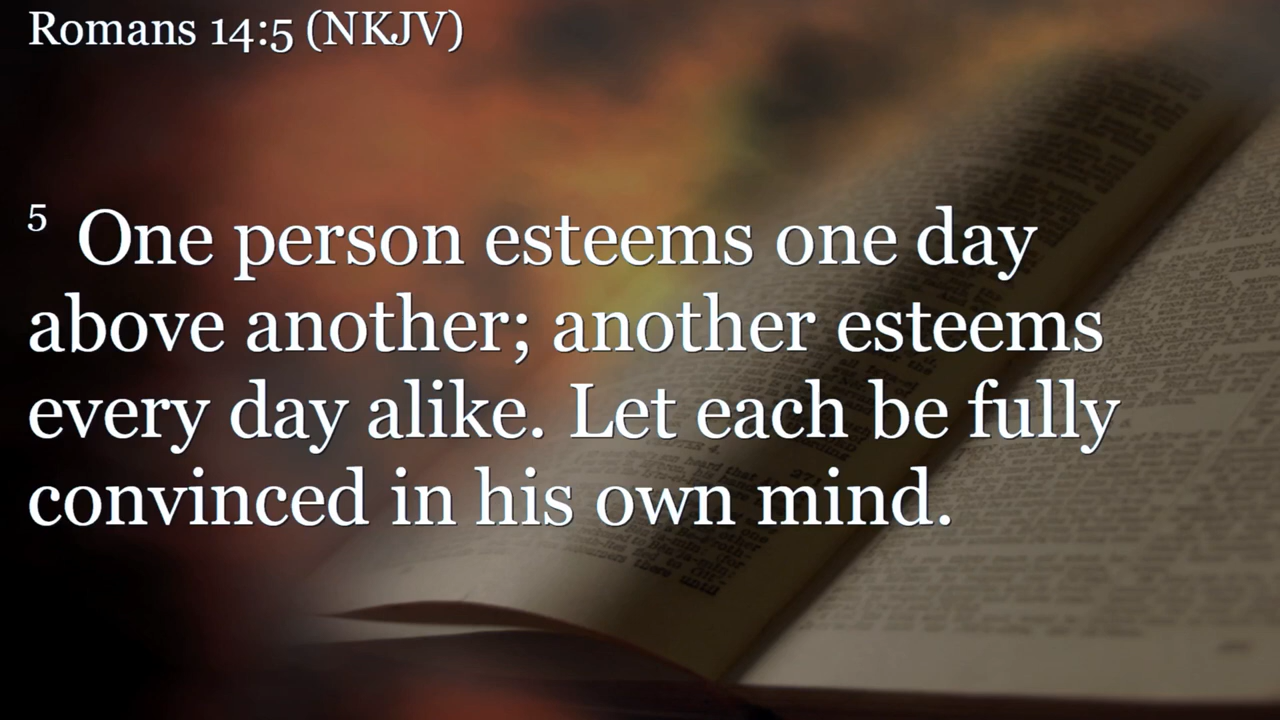 Romans 14:5 (NKJV)
5 One person esteems one day
above another; another esteems
every day alike. Let each be fully
convinced in his own mind.